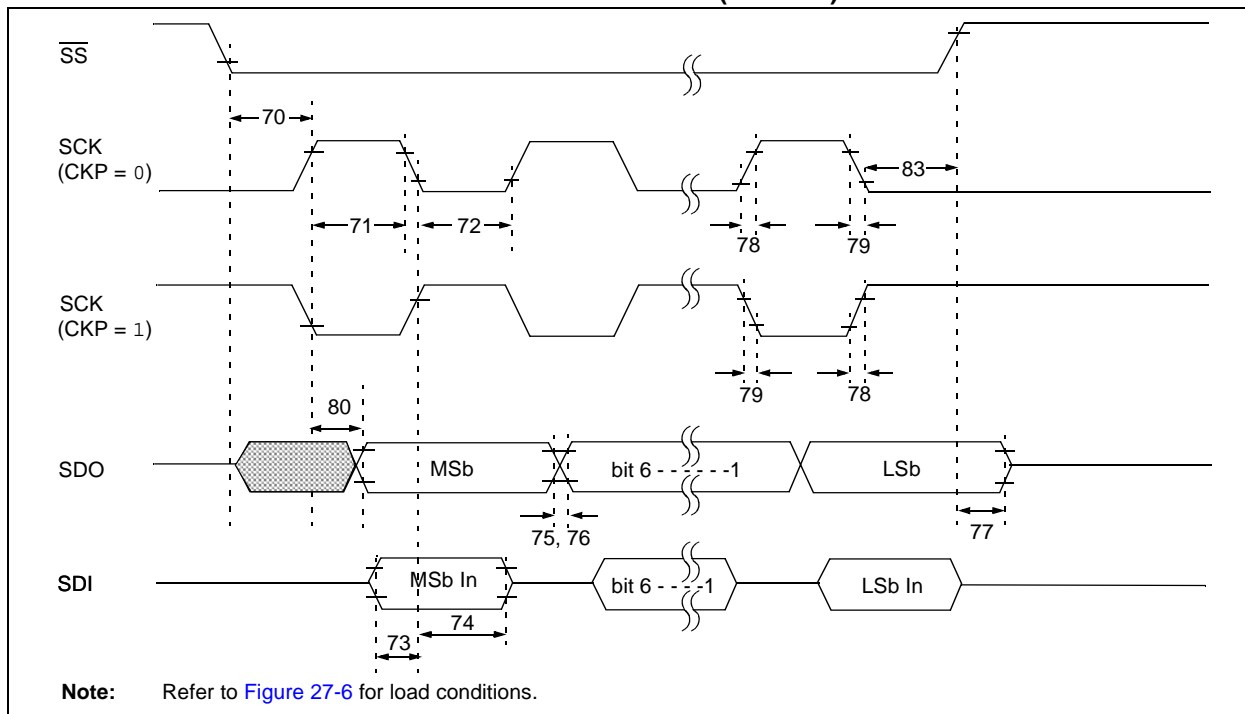 SS
70
SCK
(CKP = 0)
83
71
72
78
79
SCK
(CKP = 1)
79
78
80
SDO
MSb
bit 6 - - - - - -1
LSb
75, 76
77
SDI
MSb In
bit 6 - - - -1
LSb In
74
73
Note: Refer to Figure 27-6 for load conditions.